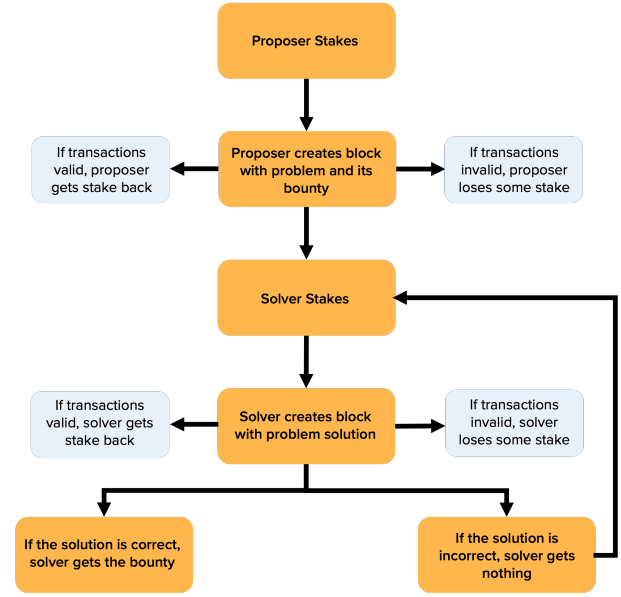 Proposer Stakes
If transactions
valid, proposer
gets stake back
Proposer creates block
with problem and its
bounty
If transactions
invalid, proposer
loses some stake
Solver Stakes
If transactions
valid, solver gets
stake back
Solver creates block
with problem solution
If transactions
invalid, solver
loses some stake
If the solution is correct,
solver gets the bounty
If the solution is
incorrect, solver gets
nothing